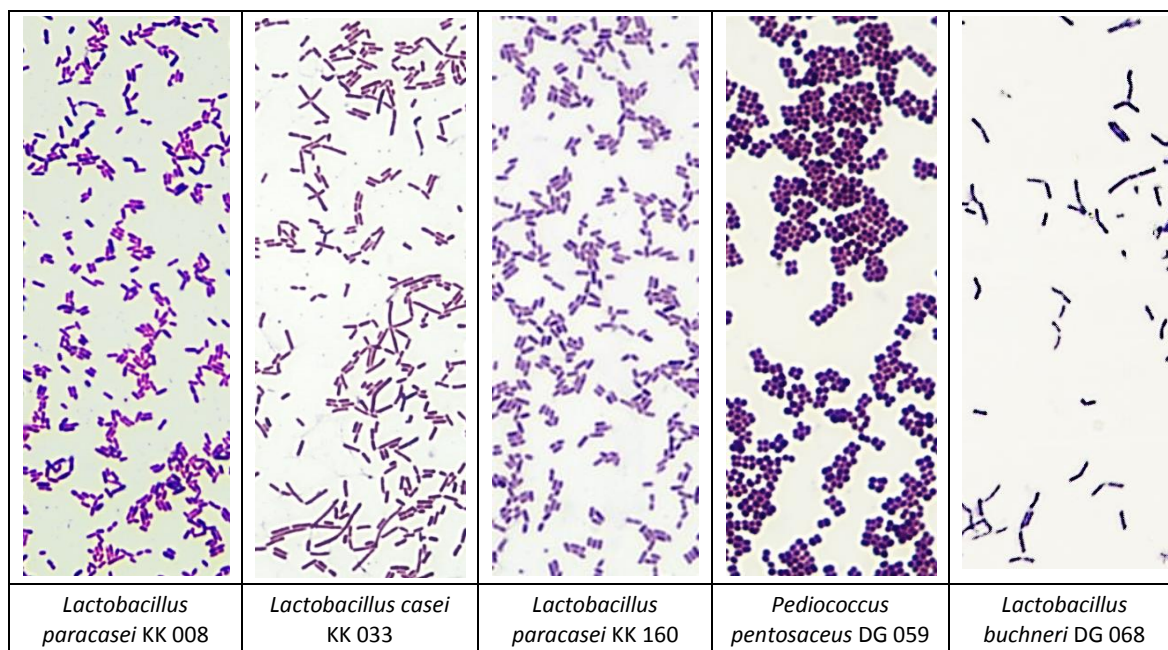 Lactobacillus
paracasei KK 008
Lactobacillus casei
KK 033
Lactobacillus
paracasei KK 160
Pediococcus
pentosaceus DG 059
Lactobacillus
buchneri DG 068